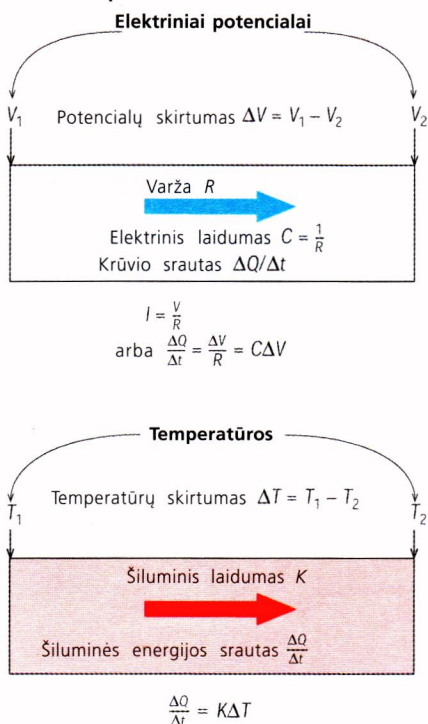 Elektriniai potencialai
V₁ Potencialų skirtumas ΔV = V₁ – V₂ V₂
Varža R
Elektrinis laidumas C = 1/R
Krūvio srautas ΔQ/Δt
I = V/R
arba ΔQ/Δt = ΔV/R = CΔV
Temperatūros
T₁ Temperatūrų skirtumas ΔT = T₁ – T₂ T₂
Šiluminis laidumas K
Šiluminės energijos srautas ΔQ/Δt
ΔQ/Δt = KΔT